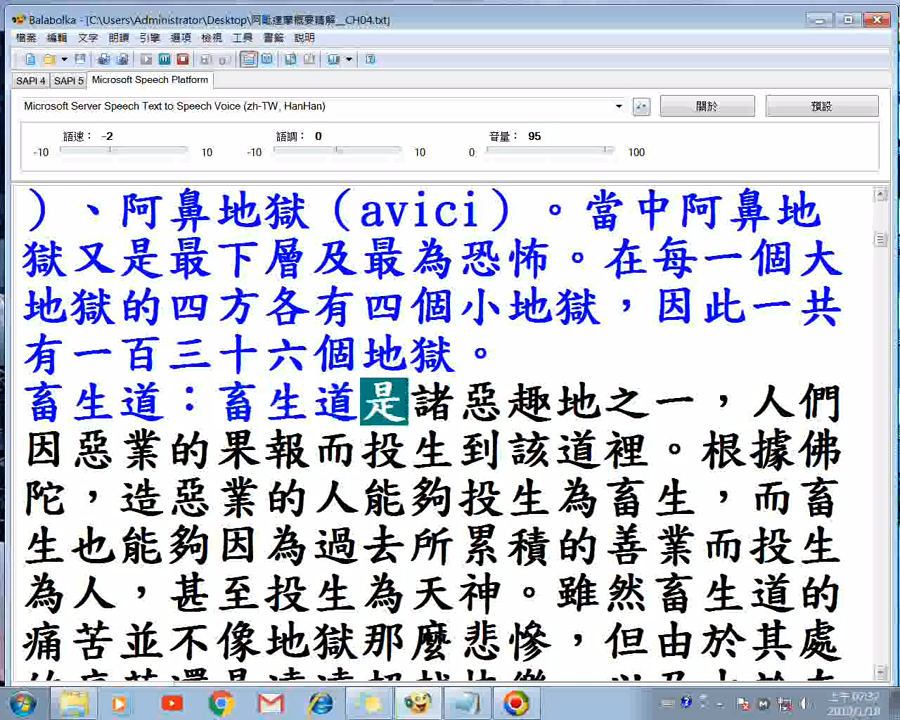 Balabolka - [C:\Users\Administrator\Desktop\阿毗達摩概要精解__CH04.txt]
檔案 編輯 文字 朗讀 引擎 選項 檢視 工具 書籤 說明
SAPI 4 SAPI 5 Microsoft Speech Platform
Microsoft Server Speech Text to Speech Voice (zh-TW, HanHan) 關於 預設
語速： -2 語調： 0 音量： 95
-10 10 -10 10 0 100
）、阿鼻地獄（avici）。當中阿鼻地
獄又是最下層及最為恐怖。在每一個大
地獄的四方各有四個小地獄，因此一共
有一百三十六個地獄。
畜生道：畜生道是諸惡趣地之一，人們
因惡業的果報而投生到該道裡。根據佛
陀，造惡業的人能夠投生為畜生，而畜
生也能夠因為過去所累積的善業而投生
為人，甚至投生為天神。雖然畜生道的
痛苦並不像地獄那麼悲慘，但由於其處
上午 07:32